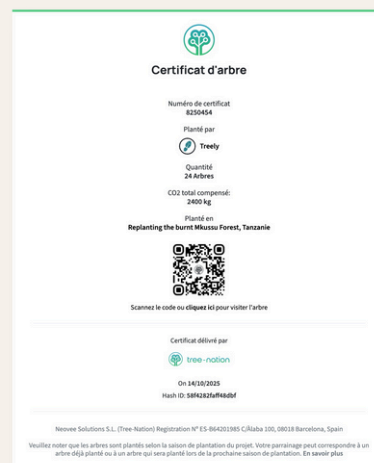 Certificat d'arbre
Numéro de certificat
8250454
Planté par
Treely
Quantité
24 Arbres
CO2 total compensé:
2400 kg
Planté en
Replanting the burnt Mkussu Forest, Tanzanie
Scannez le code ou cliquez ici pour visiter l'arbre
Certificat délivré par
tree-nation
On 14/10/2025
Hash ID: 58f4282faff48dbf
Neovee Solutions S.L. (Tree-Nation) Registration N° ES-B64201985 C/Àlaba 100, 08018 Barcelona, Spain
Veuillez noter que les arbres sont plantés selon la saison de plantation du projet. Votre parrainage peut correspondre à un
arbre déjà planté ou à un arbre qui sera planté lors de la prochaine saison de plantation. En savoir plus